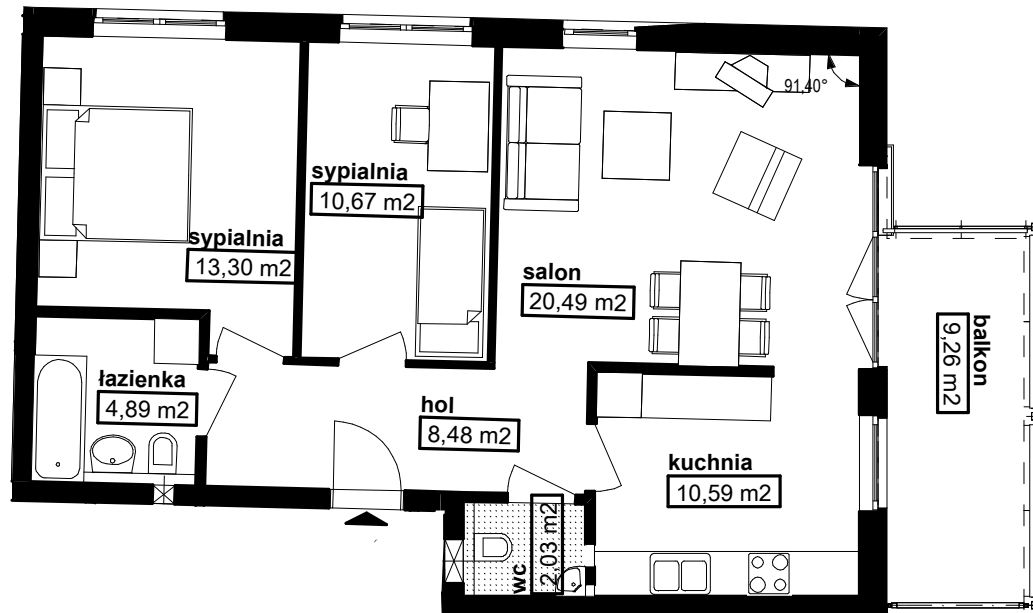 91,40°
sypialnia
10,67 m2
sypialnia
13,30 m2
salon
20,49 m2
balkon
9,26 m2
łazienka
4,89 m2
hol
8,48 m2
kuchnia
10,59 m2
wc
2,03 m2